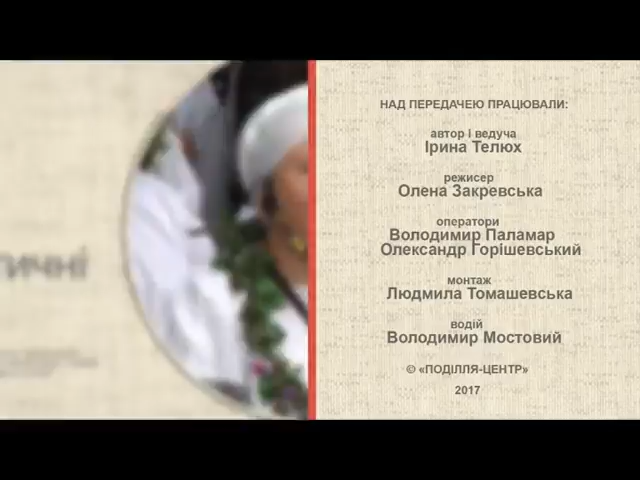 НАД ПЕРЕДАЧЕЮ ПРАЦЮВАЛИ:
автор і ведуча
Ірина Телюх
режисер
Олена Закревська
оператори
Володимир Паламар
Олександр Горішевський
монтаж
Людмила Томашевська
водій
Володимир Мостовий
© «ПОДІЛЛЯ-ЦЕНТР»
2017